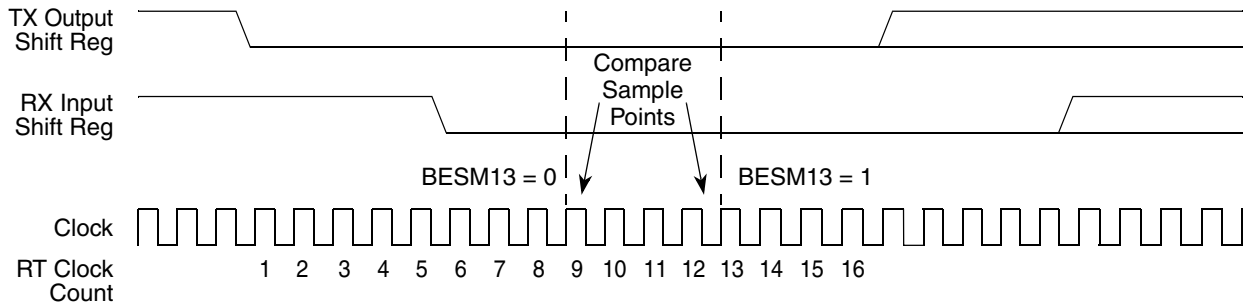 TX Output
Shift Reg
Compare
Sample
Points
RX Input
Shift Reg
BESM13 = 0
BESM13 = 1
Clock
RT Clock
Count
1 2 3 4 5 6 7 8 9 10 11 12 13 14 15 16